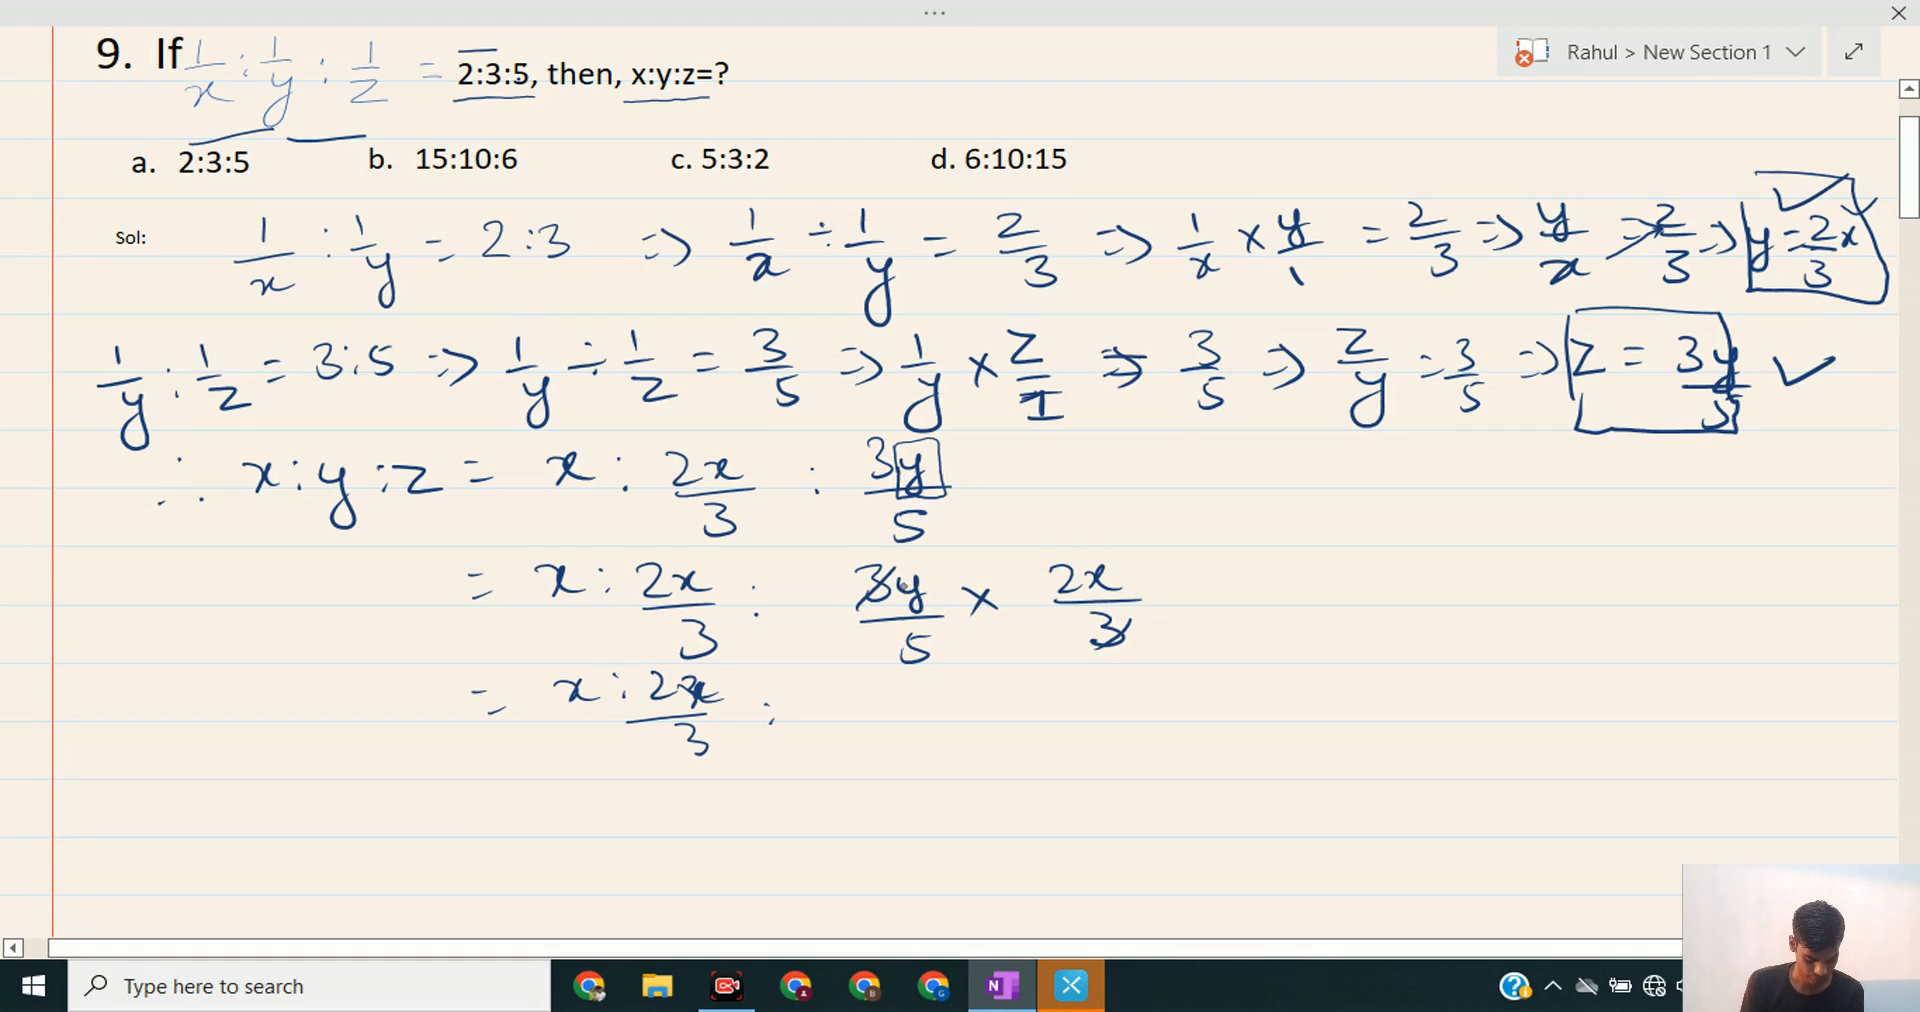 ...
Rahul > New Section 1
9. If 1/x : 1/y : 1/z = 2:3:5, then, x:y:z=?
a. 2:3:5 b. 15:10:6 c. 5:3:2 d. 6:10:15
Sol: 1/x : 1/y = 2:3 => 1/x ÷ 1/y = 2/3 => 1/x × y/1 = 2/3 => y/x = 2/3 => y = 2x/3
1/y : 1/z = 3:5 => 1/y ÷ 1/z = 3/5 => 1/y × z/1 = 3/5 => z/y = 3/5 => z = 3y/5
∴ x:y:z = x : 2x/3 : 3y/5
= x : 2x/3 : 3y/5 × 2x/3
= x : 2x/3 :
Type here to search